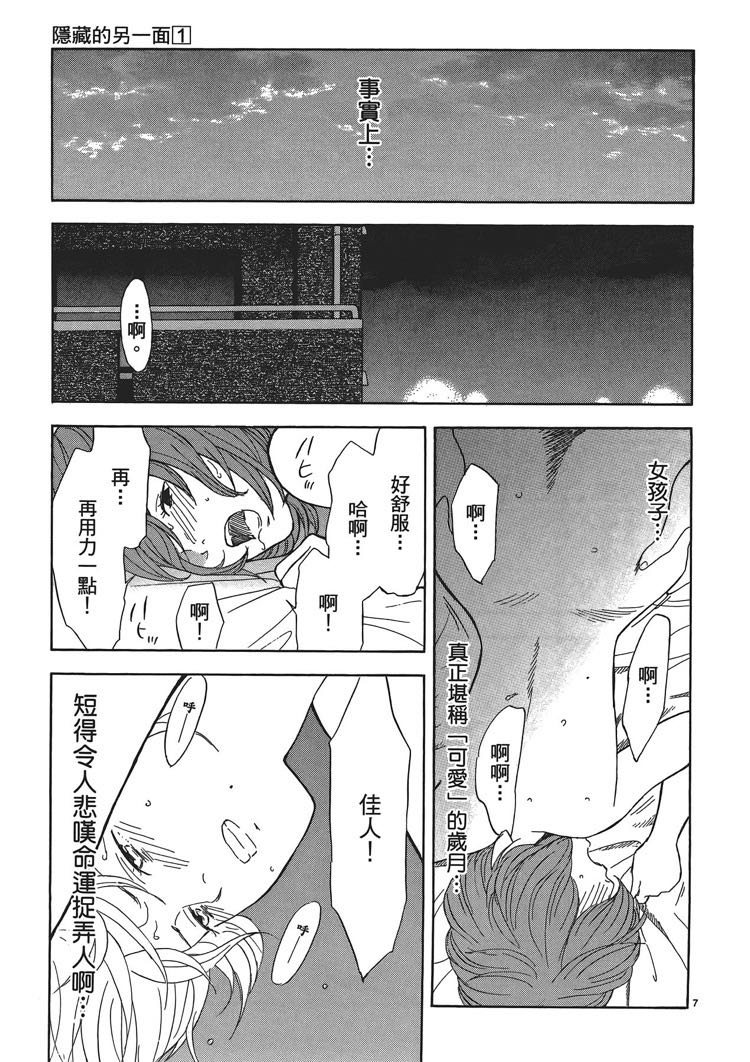 隱藏的另一面1
事實上…
…啊。
女孩子…
啊…
啊…
真正堪稱「可愛」的歲月…
啊啊…
好舒服…
哈啊…
啊！
啊！
再…
再用力一點！
佳人！
呼
呼
短得令人悲嘆命運捉弄人啊…
7